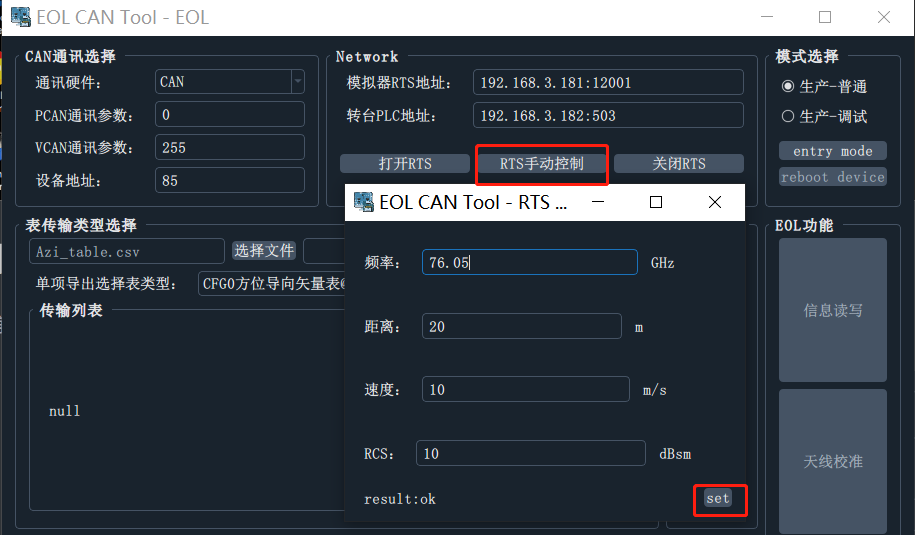 EOL CAN Tool - EOL
CAN通讯选择
通讯硬件:
CAN
PCAN通讯参数:
0
VCAN通讯参数:
255
设备地址:
85
Network
模拟器RTS地址:
192.168.3.181:12001
转台PLC地址:
192.168.3.182:503
打开RTS
RTS手动控制
关闭RTS
模式选择
生产-普通
生产-调试
entry mode
reboot device
表传输类型选择
Azi_table.csv
选择文件
单项导出选择表类型:
CFG0方位导向矢量表
传输列表
null
EOL CAN Tool - RTS ...
频率:
76.05
GHz
距离:
20
m
速度:
10
m/s
RCS:
10
dBsm
result:ok
set
EOL功能
信息读写
天线校准